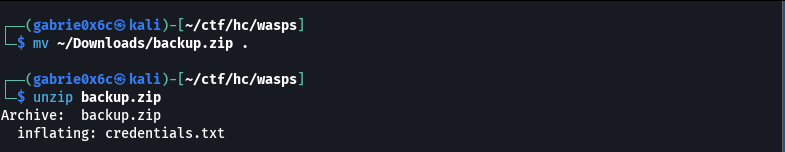 ┌──(gabrie0x6c㉿kali)-[~/ctf/hc/wasps]
└─$ mv ~/Downloads/backup.zip .
┌──(gabrie0x6c㉿kali)-[~/ctf/hc/wasps]
└─$ unzip backup.zip
Archive:  backup.zip
  inflating: credentials.txt